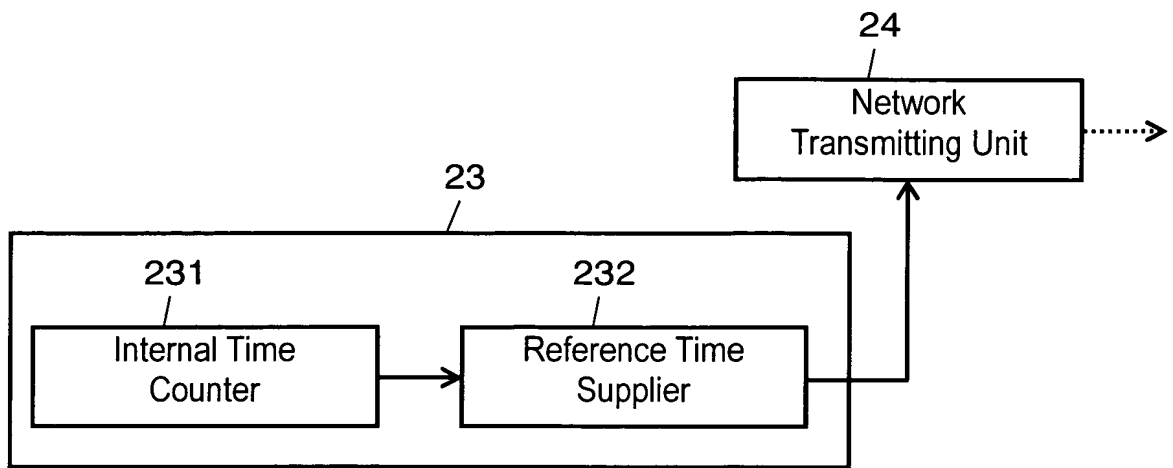 24
Network
Transmitting Unit
23
231
232
Internal Time
Counter
Reference Time
Supplier